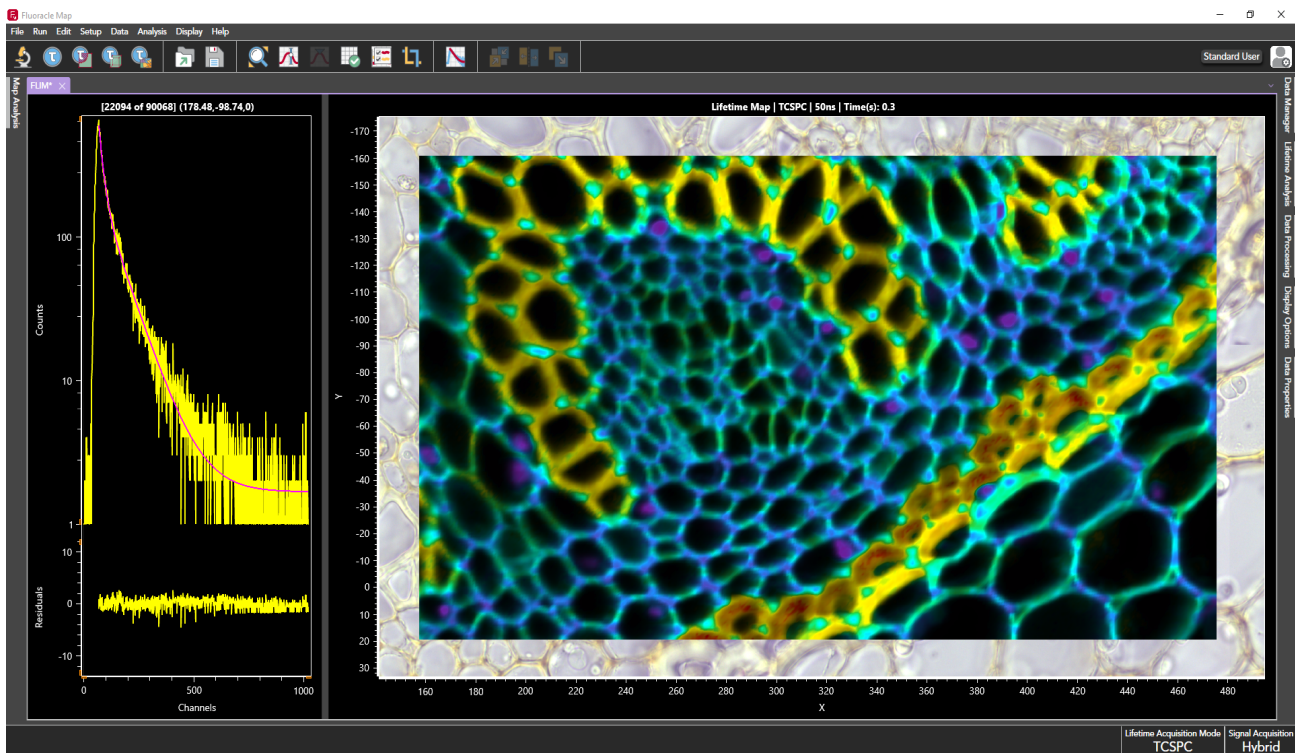 Fluoracle Map
File Run Edit Setup Data Analysis Display Help
Standard User
FLIM*
Map Analysis
[22094 of 90068] (178.48,-98.74,0)
Counts
100
10
1
Residuals
10
0
-10
0 500 1000
Channels
Lifetime Map | TCSPC | 50ns | Time(s): 0.3
Y
-170
-160
-150
-140
-130
-120
-110
-100
-90
-80
-70
-60
-50
-40
-30
-20
-10
0
10
20
30
160 180 200 220 240 260 280 300 320 340 360 380 400 420 440 460 480
X
Data Manager
Lifetime Analysis
Data Processing
Display Options
Data Properties
Lifetime Acquisition Mode
TCSPC
Signal Acquisition
Hybrid